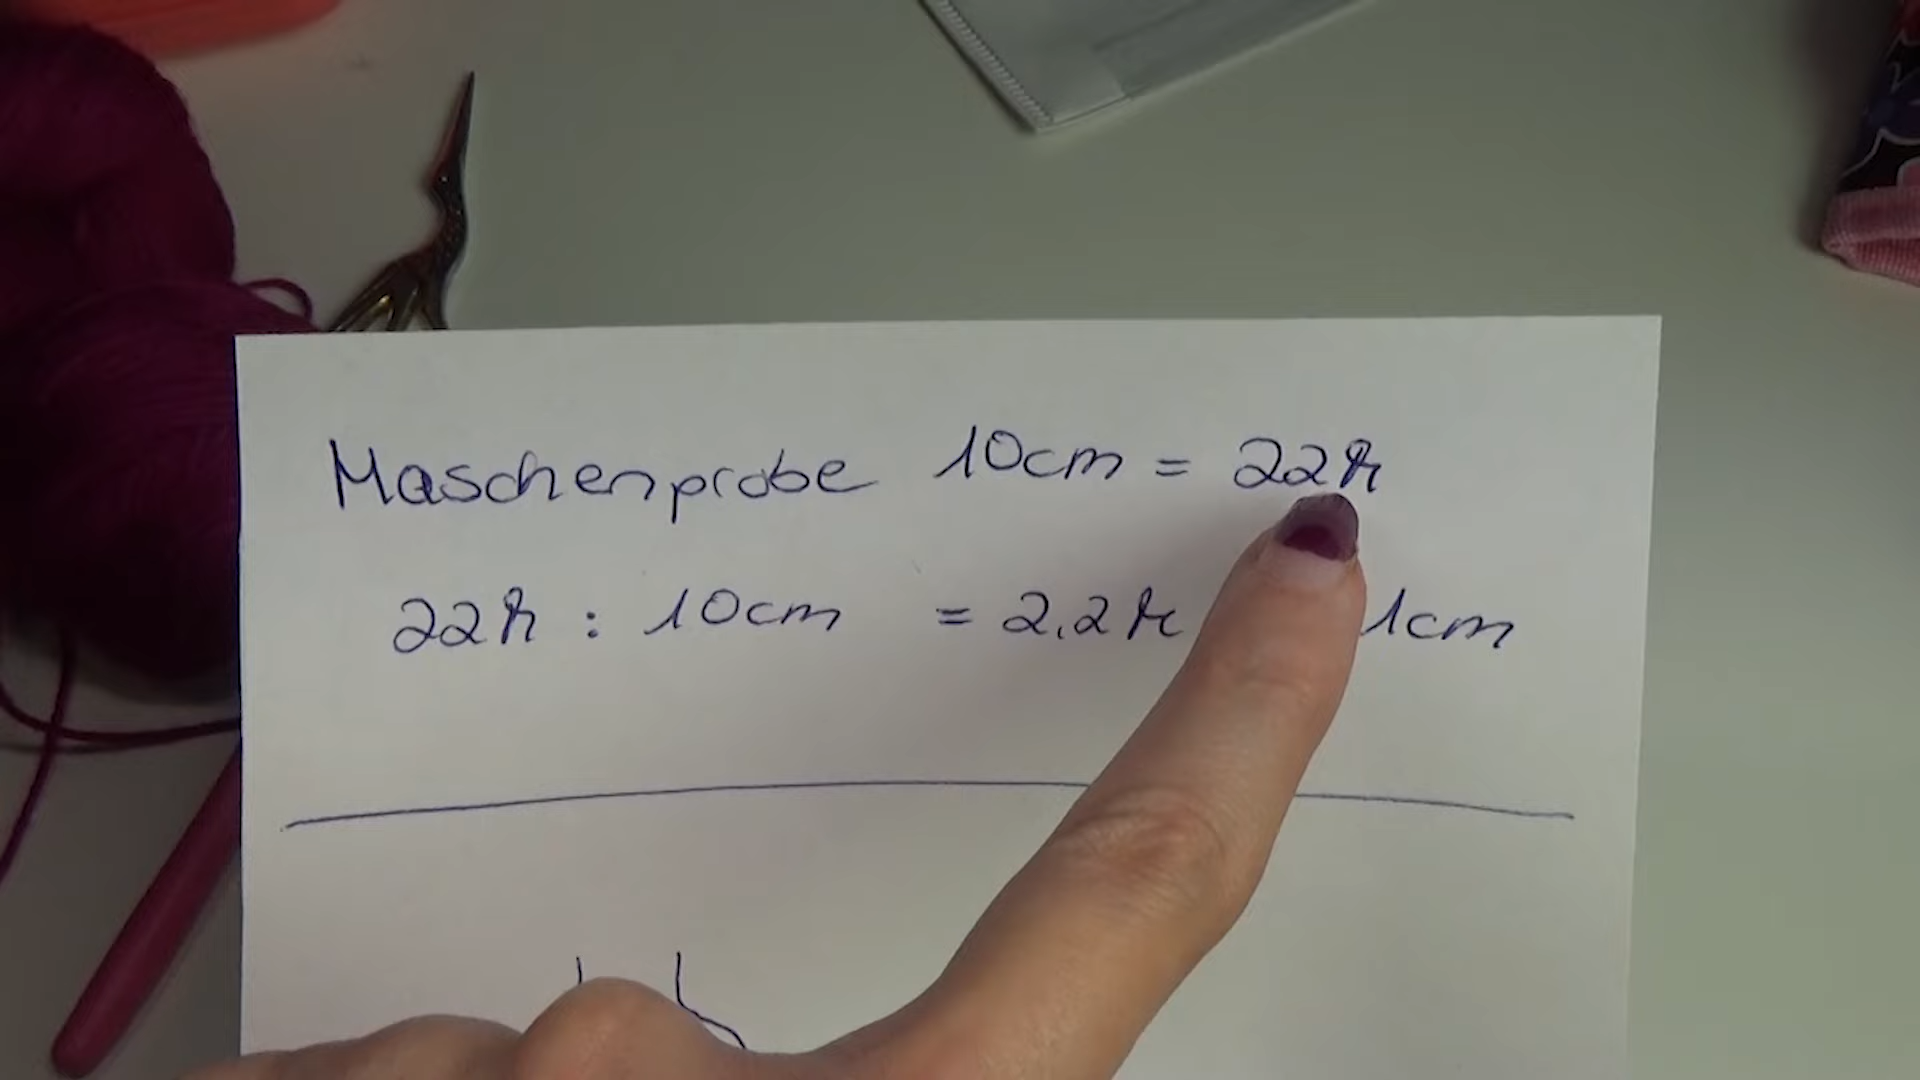 Maschenprobe 10cm = 22R
22R : 10cm = 2.2R 1cm